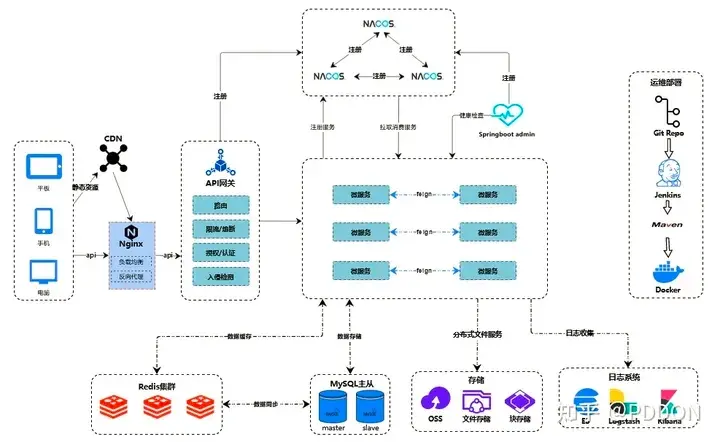 NACOS.
注册
注册
NACOS.
注册
NACOS.
注册
注册
注册服务
拉取消费服务
健康检查
Springboot admin
运维部署
Git Repo
Jenkins
Maven
Docker
CDN
静态资源
平板
手机
电脑
api
Nginx
负载均衡
反向代理
api
API网关
路由
限流/熔断
授权/认证
入侵检测
微服务
feign
微服务
微服务
feign
微服务
微服务
feign
微服务
数据缓存
数据存储
分布式文件服务
日志收集
Redis集群
数据同步
MySQL主从
master
slave
存储
OSS
文件存储
块存储
日志系统
Logstash
Kibana
知乎 @PDDON